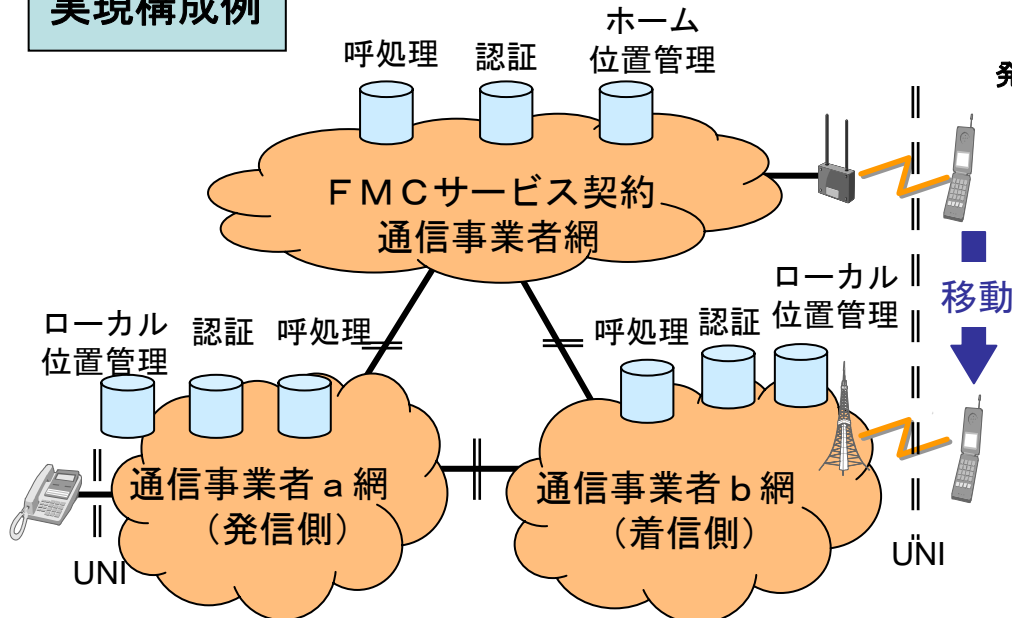 実現構成例
呼処理
認証
ホーム
位置管理
発
FMCサービス契約
通信事業者網
移動
ローカル
位置管理
認証
呼処理
呼処理
認証
ローカル
位置管理
通信事業者a網
(発信側)
通信事業者b網
(着信側)
UNI
UNI